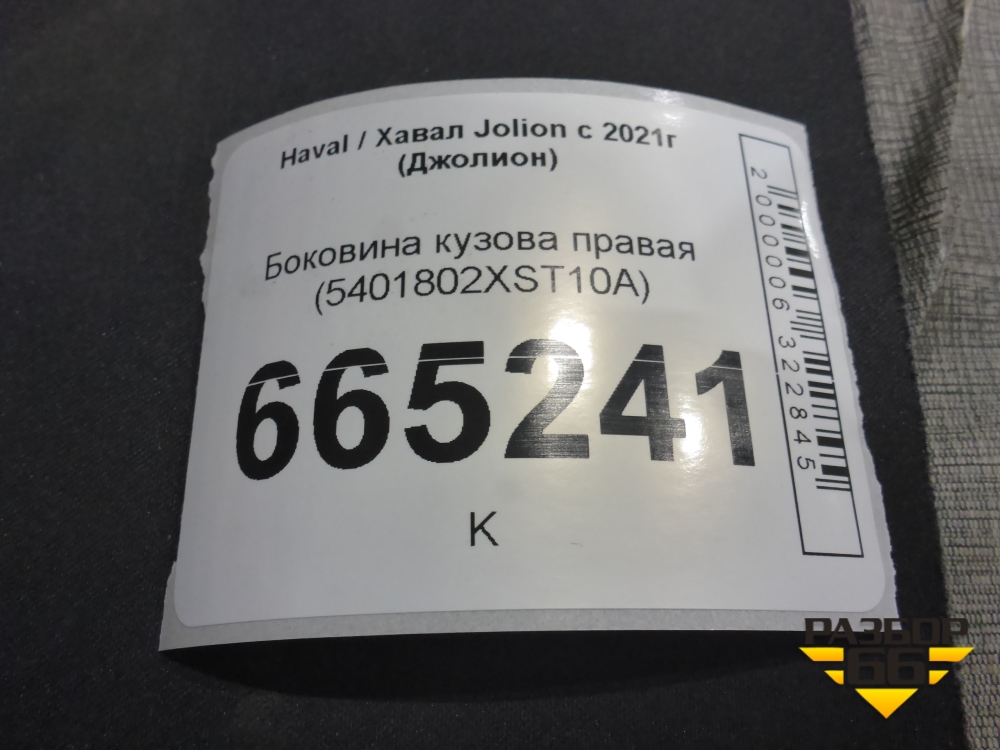 Haval / Хавал Jolion с 2021г
(Джолион)
Боковина кузова правая
(5401802XST10A)
665241
К
2000006322845
РАЗБОР
66